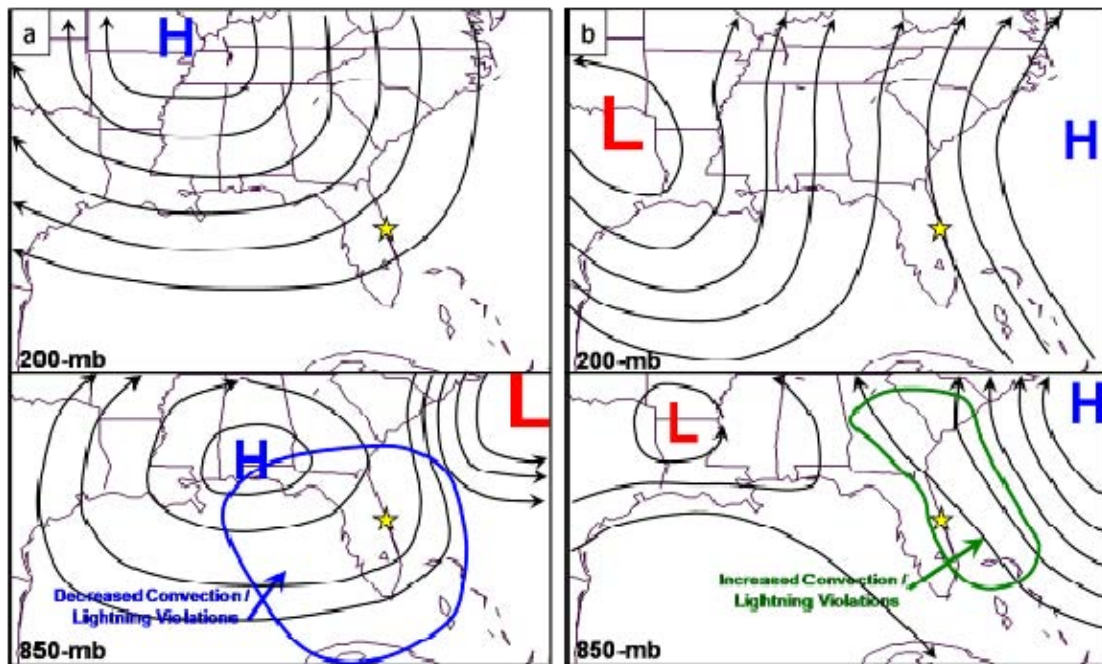 a
H
200-mb
b
L
H
200-mb
H
L
Decreased Convection /
Lightning Violations
850-mb
L
H
Increased Convection /
Lightning Violations
850-mb